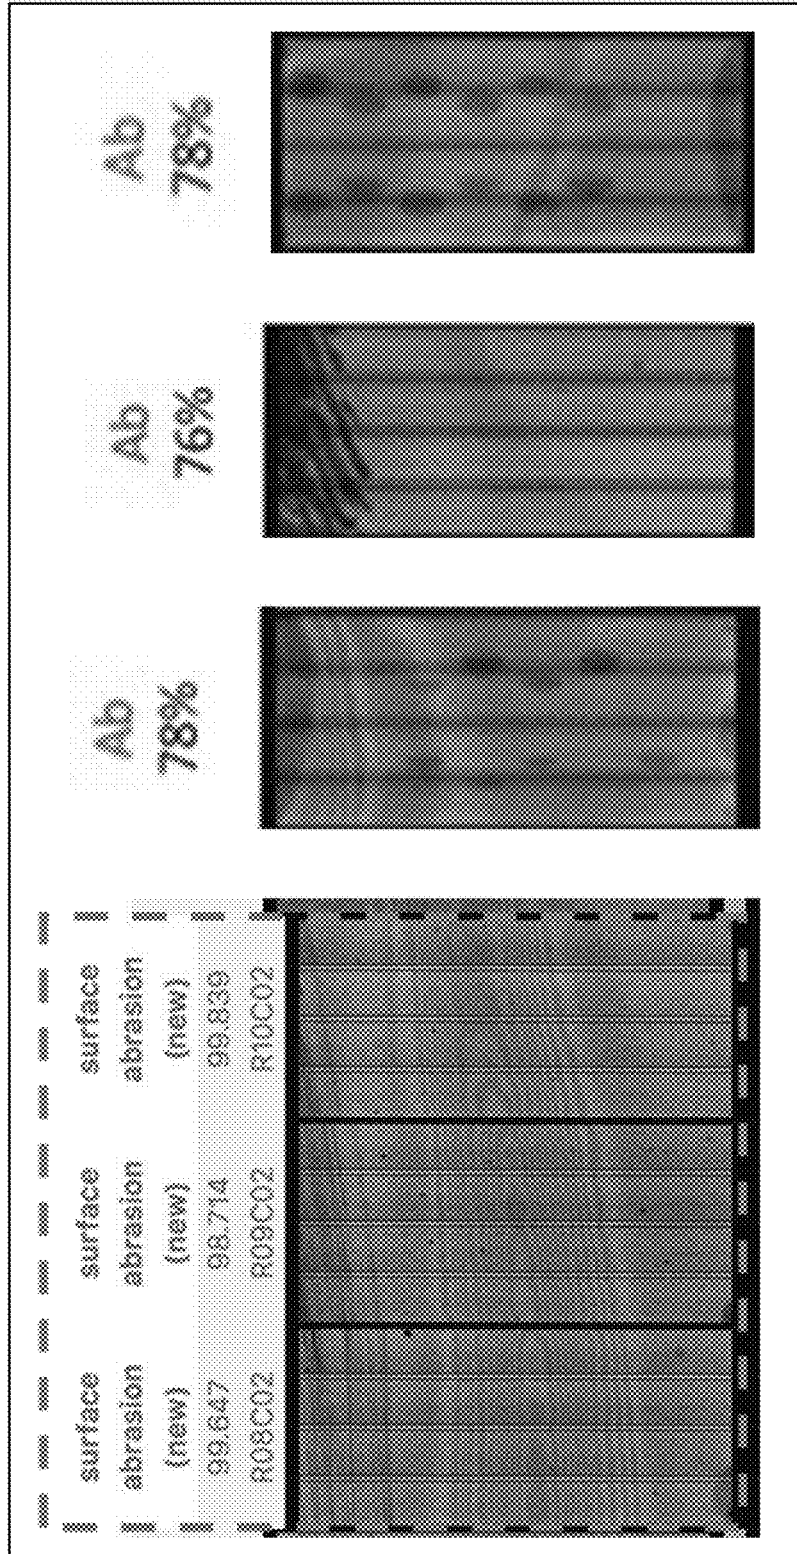 surface
abrasion
(new)
99.647
R08C02
surface
abrasion
(new)
98.714
R09C02
surface
abrasion
(new)
99.839
R10C02
Ab
78%
Ab
76%
Ab
78%